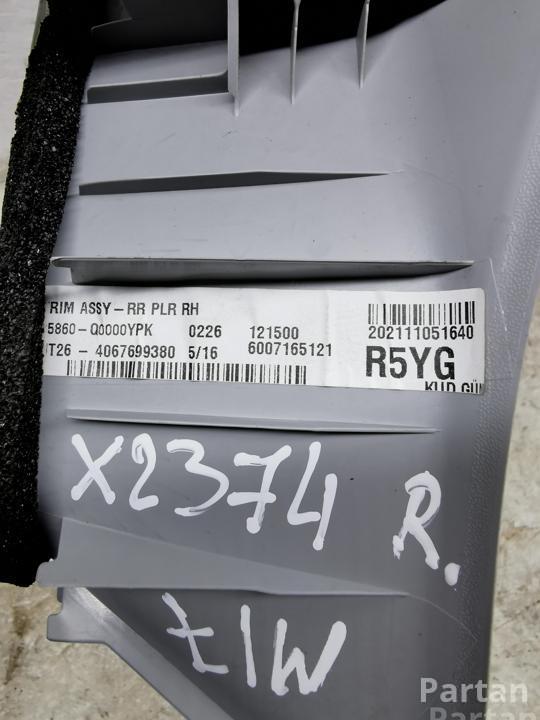 RIM ASSY-RR PLR RH
5860-Q0000YPK 0226 121500 202111051640
T26 - 4067699380 5/16 6007165121 R5YG
X2374 R.
Partan